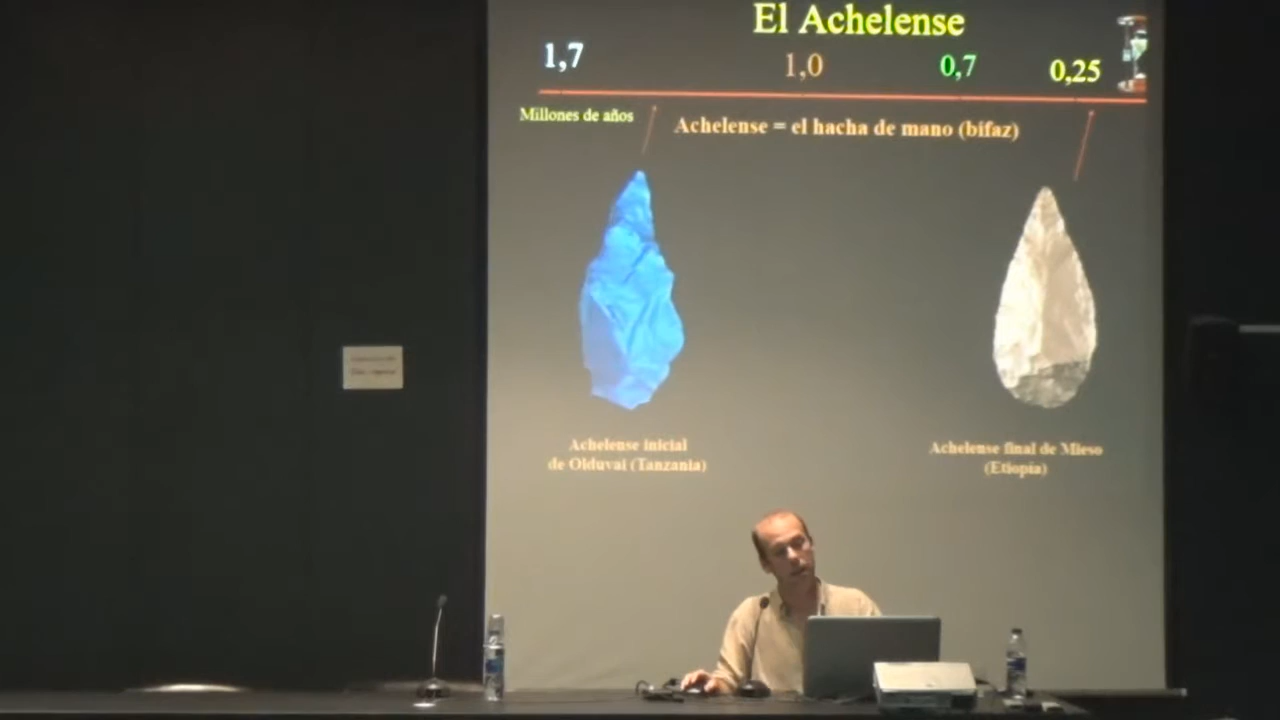 El Achelense
1,7
1,0
0,7
0,25
Millones de años
Achelense = el hacha de mano (bifaz)
Achelense inicial
de Olduvai (Tanzania)
Achelense final de Mieso
(Etiopía)